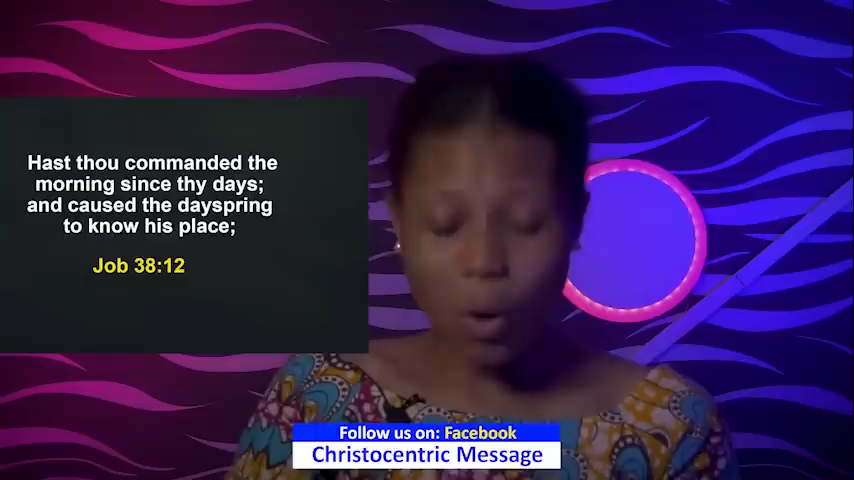 Hast thou commanded the
morning since thy days;
and caused the dayspring
to know his place;
Job 38:12
Follow us on: Facebook
Christocentric Message